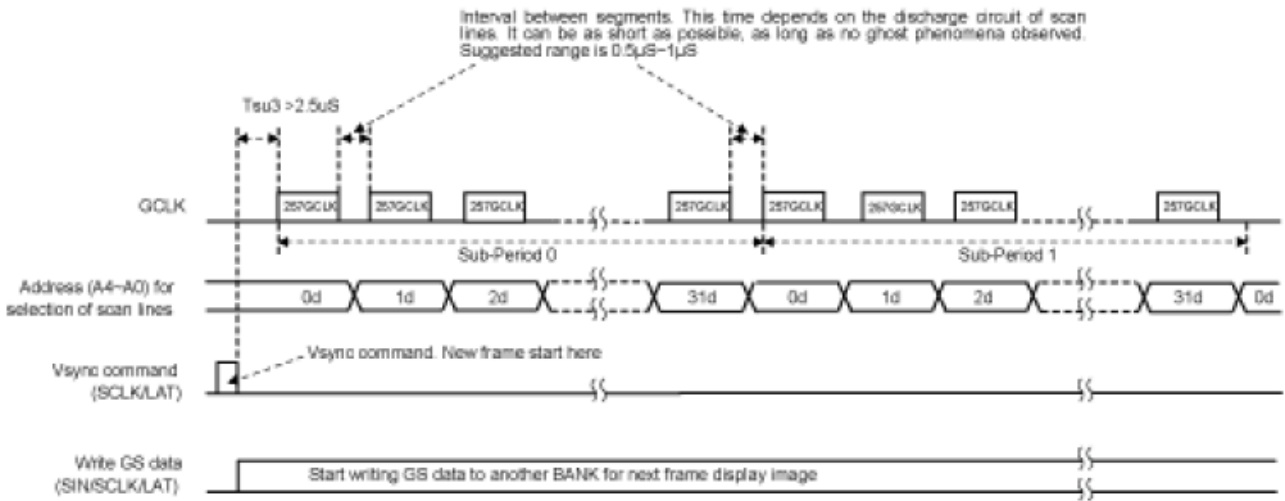 Interval between segments. This time depends on the discharge circuit of scan
lines. It can be as short as possible, as long as no ghost phenomena observed.
Suggested range is 0.5µS~1µS
Tsu3 >2.5uS
GCLK
257GCLK 257GCLK 257GCLK 257GCLK 257GCLK 257GCLK 257GCLK 257GCLK
Sub-Period 0 Sub-Period 1
Address (A4~A0) for
selection of scan lines
0d 1d 2d 31d 0d 1d 2d 31d 0d
Vsync command. New frame start here
Vsync command
(SCLK/LAT)
Write GS data
(SIN/SCLK/LAT)
Start writing GS data to another BANK for next frame display image